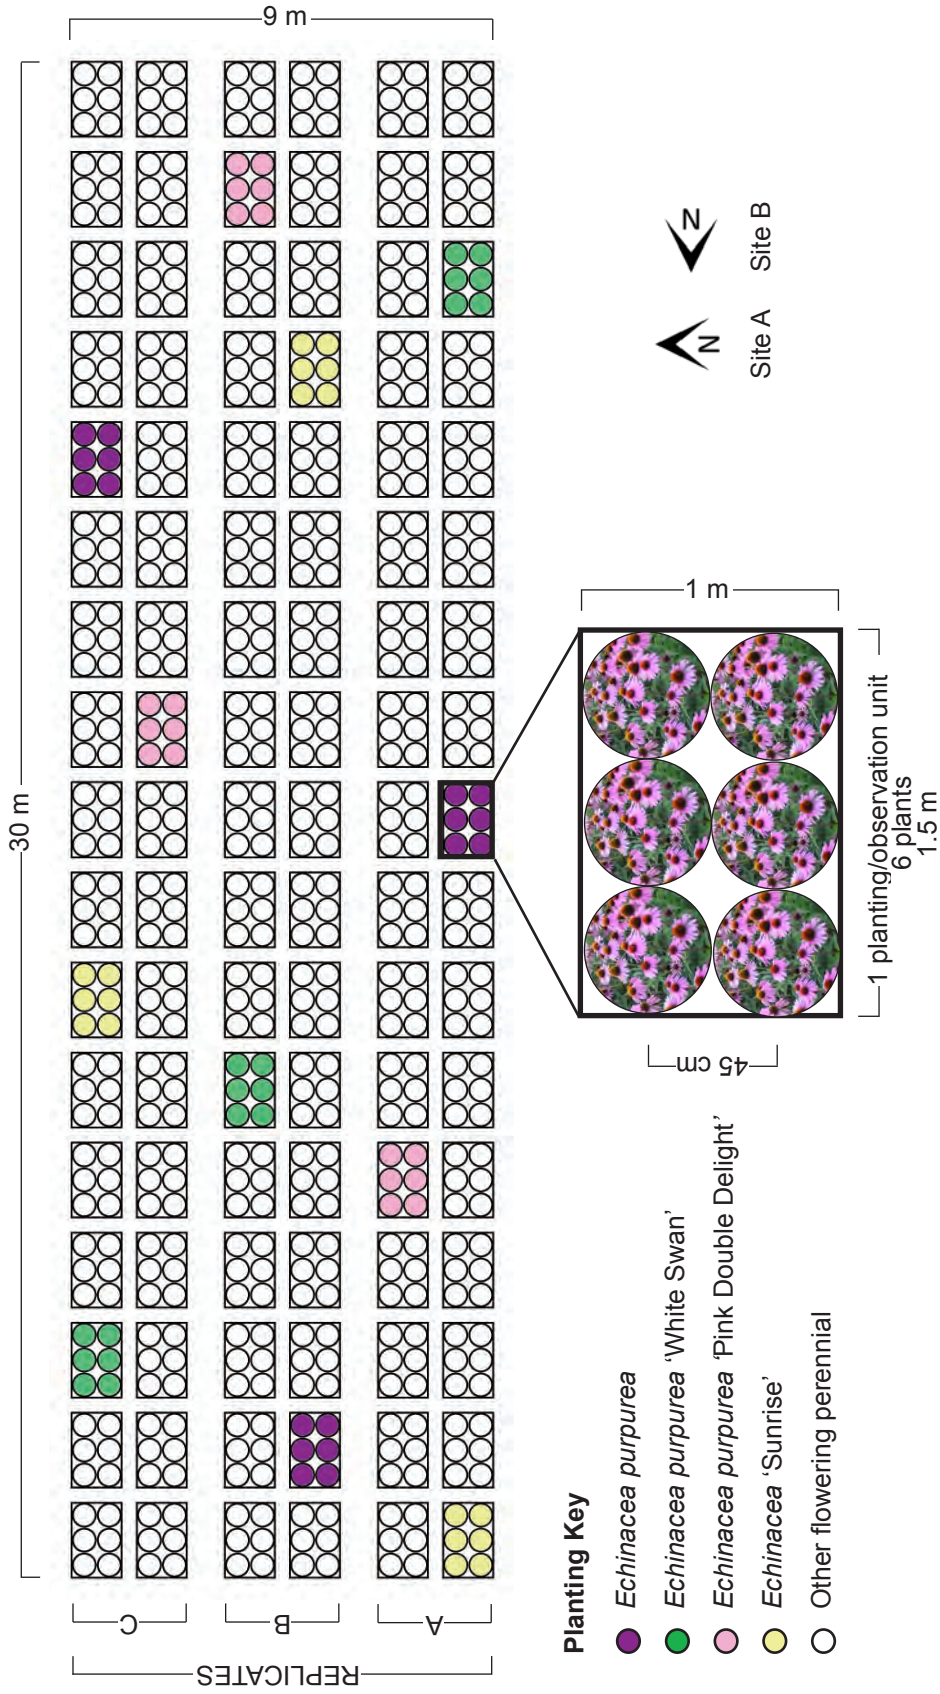 30 m
9 m
REPLICATES
C
B
A
1 m
45 cm
1 planting/observation unit
6 plants
1.5 m
N
N
Site A
Site B
Planting Key
Echinacea purpurea
Echinacea purpurea ‘White Swan’
Echinacea purpurea ‘Pink Double Delight’
Echinacea ‘Sunrise’
Other flowering perennial